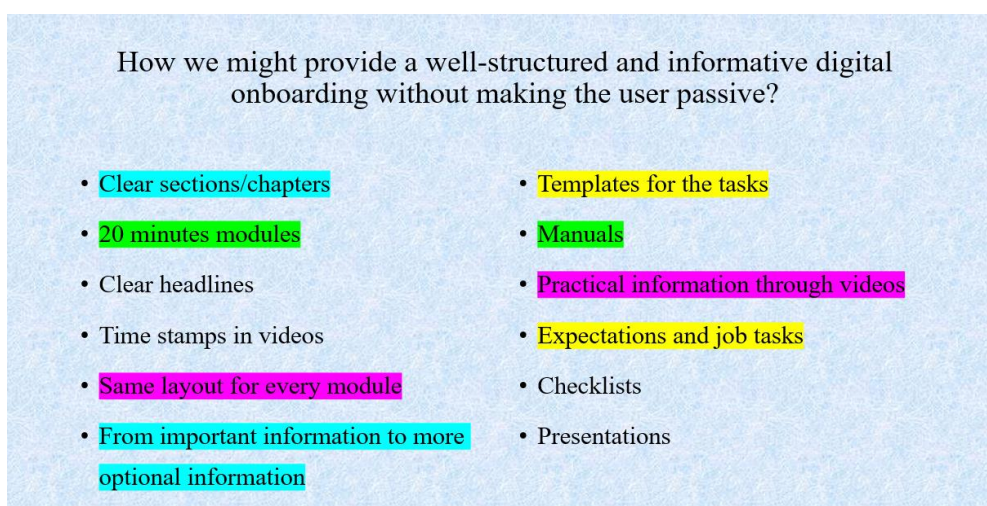 How we might provide a well-structured and informative digital
onboarding without making the user passive?
• Clear sections/chapters
• 20 minutes modules
• Clear headlines
• Time stamps in videos
• Same layout for every module
• From important information to more
optional information
• Templates for the tasks
• Manuals
• Practical information through videos
• Expectations and job tasks
• Checklists
• Presentations